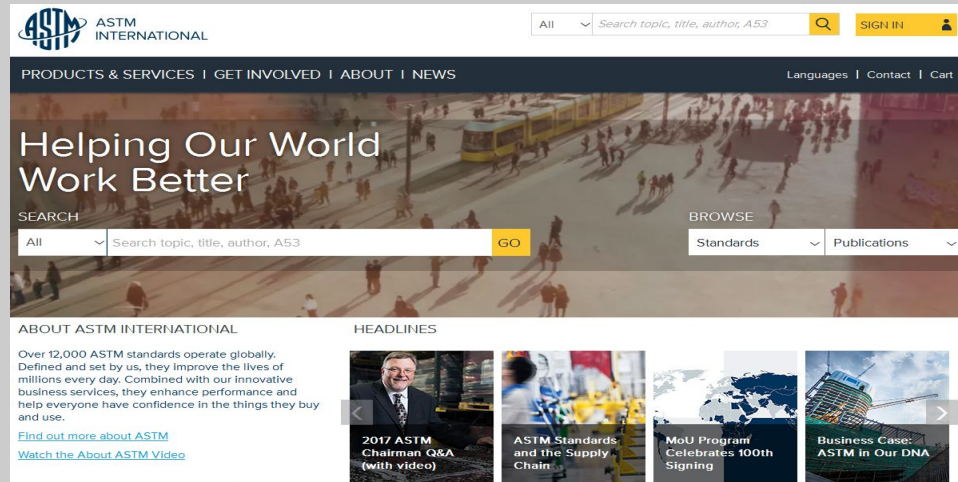 ASTM
ASTM
INTERNATIONAL
All
Search topic, title, author, A53
SIGN IN
PRODUCTS & SERVICES | GET INVOLVED | ABOUT | NEWS
Languages | Contact | Cart
Helping Our World
Work Better
SEARCH
All
Search topic, title, author, A53
GO
BROWSE
Standards
Publications
ABOUT ASTM INTERNATIONAL
Over 12,000 ASTM standards operate globally.
Defined and set by us, they improve the lives of
millions every day. Combined with our innovative
business services, they enhance performance and
help everyone have confidence in the things they buy
and use.
Find out more about ASTM
Watch the About ASTM Video
HEADLINES
2017 ASTM
Chairman Q&A
(with video)
ASTM Standards
and the Supply
Chain
MoU Program
Celebrates 100th
Signing
Business Case:
ASTM in Our DNA